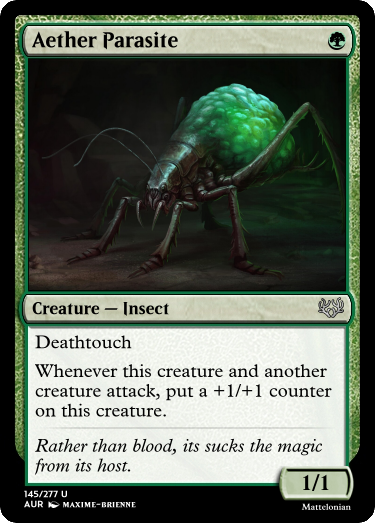 Aether Parasite
Creature — Insect
Deathtouch
Whenever this creature and another
creature attack, put a +1/+1 counter
on this creature.
Rather than blood, its sucks the magic
from its host.
1/1
145/277 U
AUR MAXIME-BRIENNE
Mattelonian